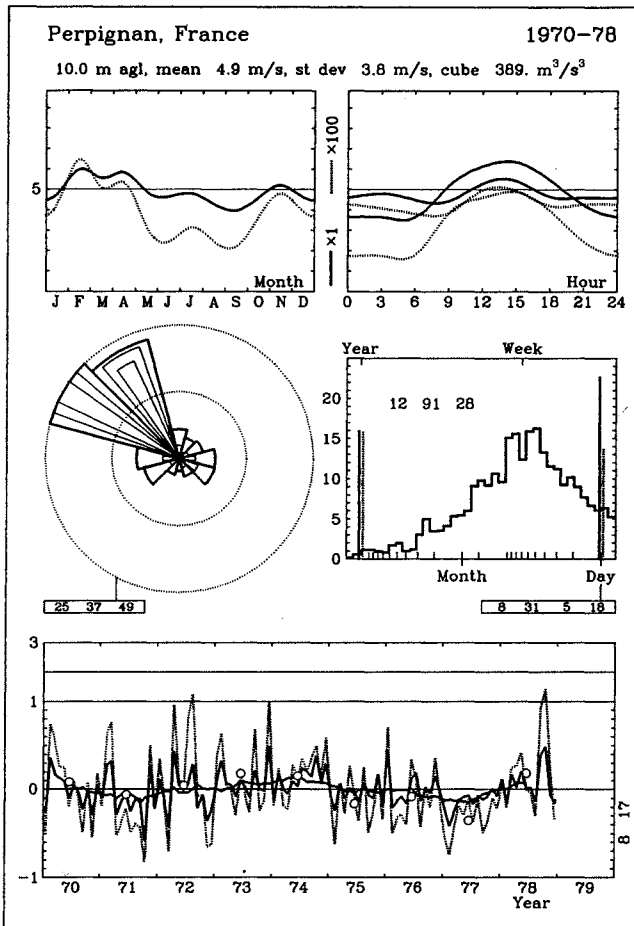 Perpignan, France 1970-78
10.0 m agl, mean 4.9 m/s, st dev 3.8 m/s, cube 389. m³/s³
5
×1 ×100
Month
Hour
J F M A M J J A S O N D
0 3 6 9 12 15 18 21 24
Year Week
20
15
10
5
0
12 91 28
Month Day
25 37 49
8 31 5 18
3
1
0
-1
8 17
70 71 72 73 74 75 76 77 78 79
Year